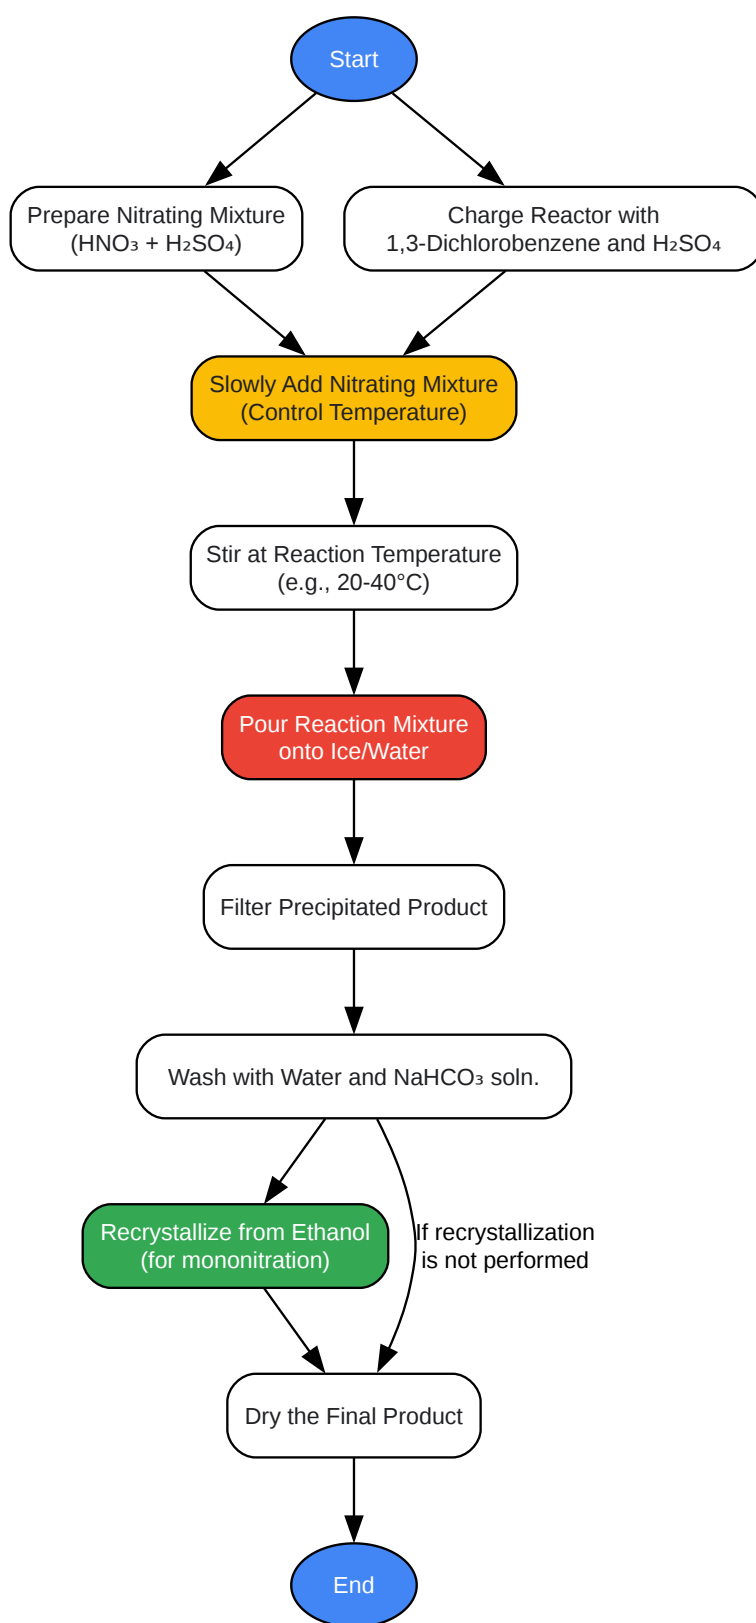 Start
Prepare Nitrating Mixture
(HNO₃ + H₂SO₄)
Charge Reactor with
1,3-Dichlorobenzene and H₂SO₄
Slowly Add Nitrating Mixture
(Control Temperature)
Stir at Reaction Temperature
(e.g., 20-40°C)
Pour Reaction Mixture
onto Ice/Water
Filter Precipitated Product
Wash with Water and NaHCO₃ soln.
Recrystallize from Ethanol
(for mononitration)
If recrystallization
is not performed
Dry the Final Product
End